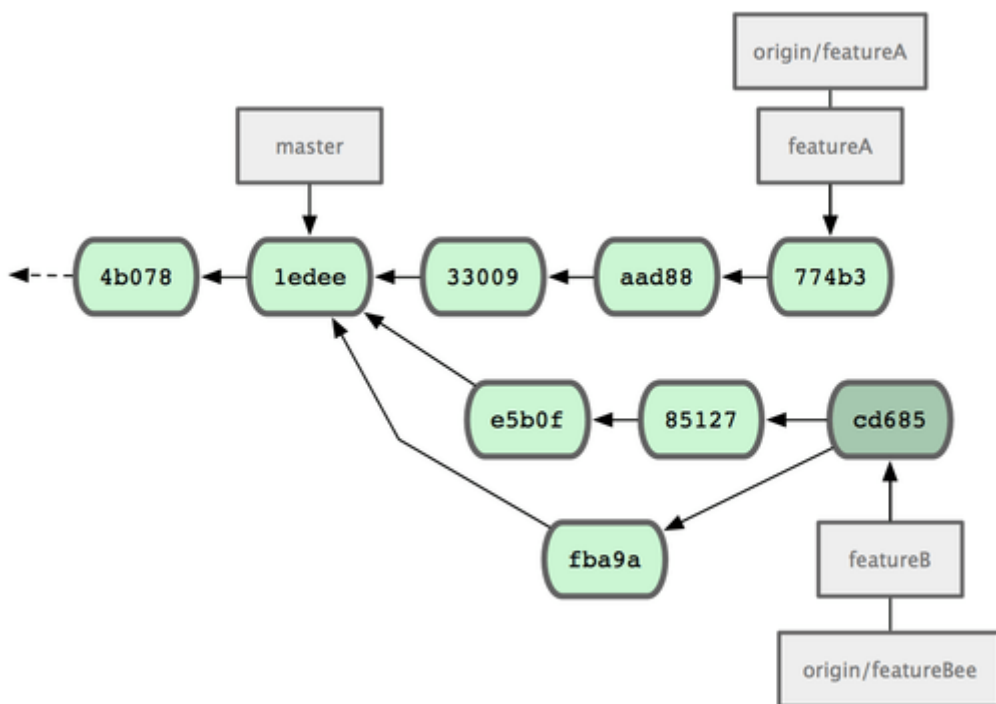 origin/featureA
master
featureA
4b078
1edee
33009
aad88
774b3
e5b0f
85127
cd685
fba9a
featureB
origin/featureBee